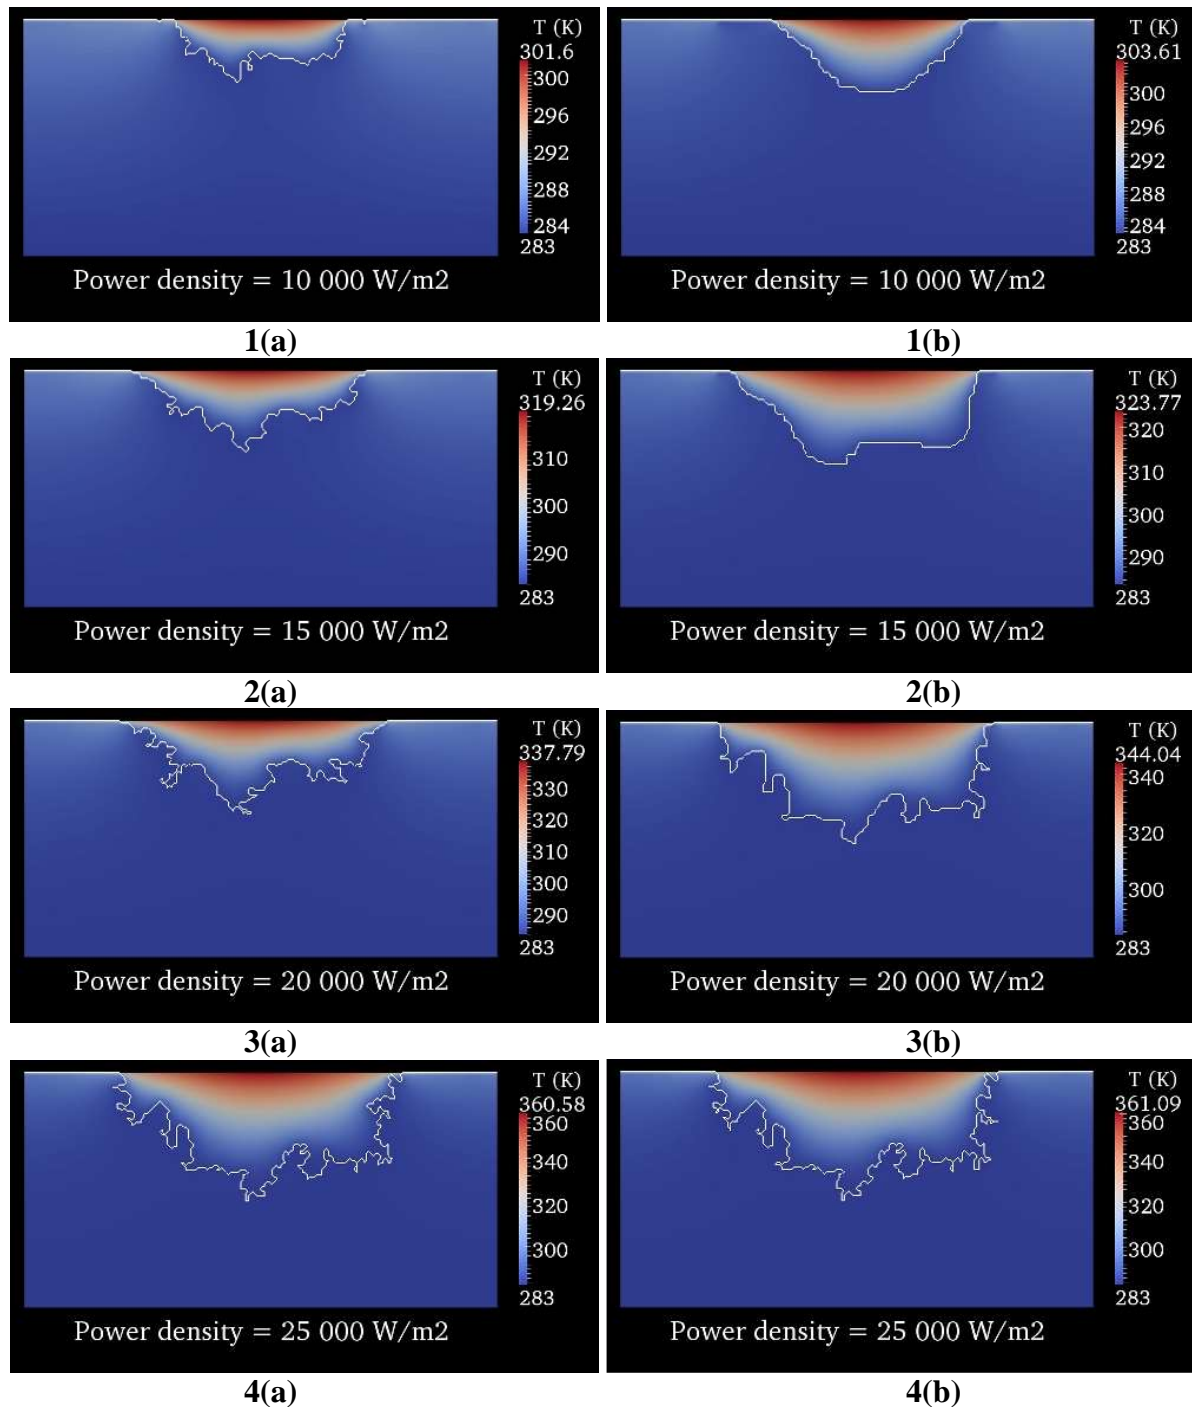 T (K)
301.6
300
296
292
288
284
283
Power density = 10 000 W/m2
1(a)
T (K)
303.61
300
296
292
288
284
283
Power density = 10 000 W/m2
1(b)
T (K)
319.26
310
300
290
283
Power density = 15 000 W/m2
2(a)
T (K)
323.77
320
310
300
290
283
Power density = 15 000 W/m2
2(b)
T (K)
337.79
330
320
310
300
290
283
Power density = 20 000 W/m2
3(a)
T (K)
344.04
340
320
300
283
Power density = 20 000 W/m2
3(b)
T (K)
360.58
360
340
320
300
283
Power density = 25 000 W/m2
4(a)
T (K)
361.09
360
340
320
300
283
Power density = 25 000 W/m2
4(b)